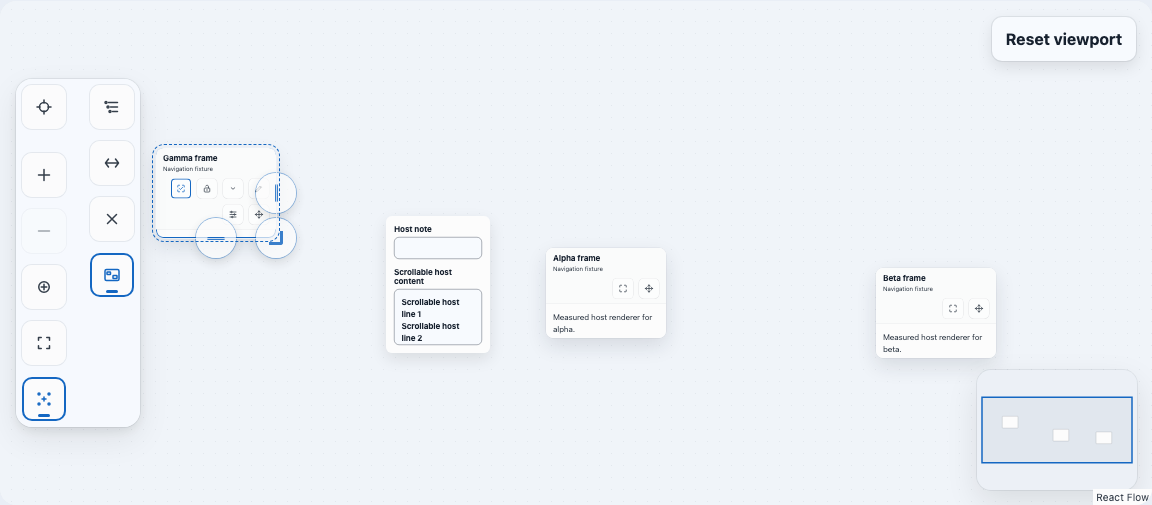 Reset viewport
Gamma frame
Navigation fixture
Host note
Scrollable host
content
Scrollable host
line 1
Scrollable host
line 2
Alpha frame
Navigation fixture
Measured host renderer for
alpha.
Beta frame
Navigation fixture
Measured host renderer for
beta.
React Flow